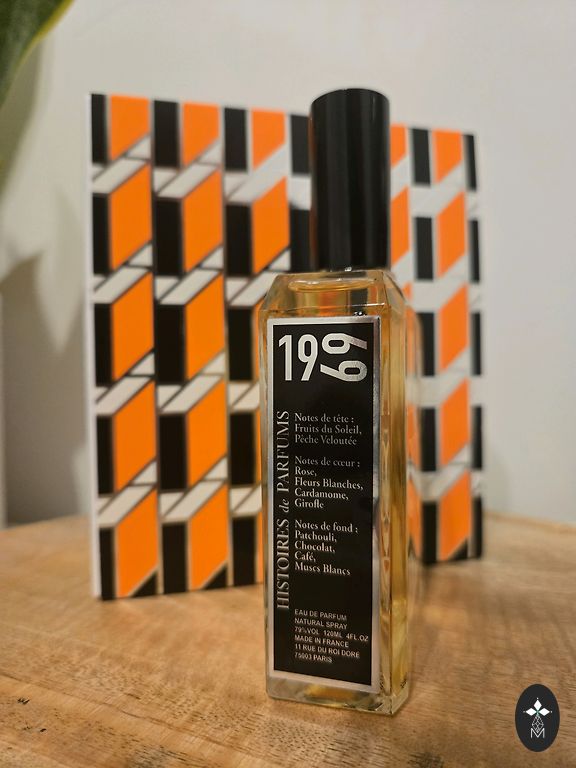 1969
HISTOIRES de PARFUMS
Notes de tête :
Fruits du Soleil,
Pêche Veloutée
Notes de cœur :
Rose,
Fleurs Blanches,
Cardamome,
Girofle
Notes de fond :
Patchouli,
Chocolat,
Café,
Muscs Blancs
EAU DE PARFUM
NATURAL SPRAY
79%VOL 120ML 4FL.OZ
MADE IN FRANCE
11 RUE DU ROI DORE
75003 PARIS
M